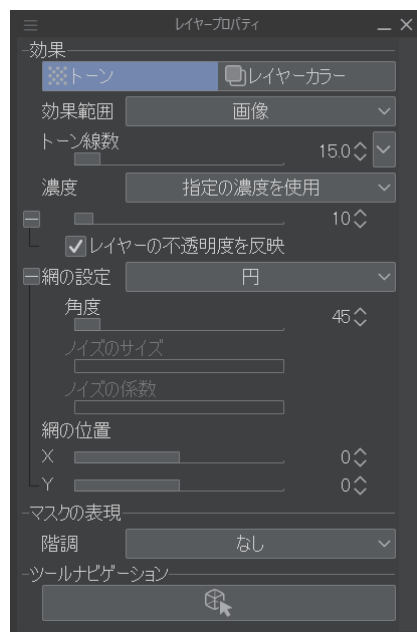 レイヤープロパティ
効果
トーン レイヤーカラー
効果範囲 画像
トーン線数 15.0
濃度 指定の濃度を使用
10
レイヤーの不透明度を反映
網の設定 円
角度 45
ノイズのサイズ
ノイズの係数
網の位置
X 0
Y 0
マスクの表現
階調 なし
ツールナビゲーション